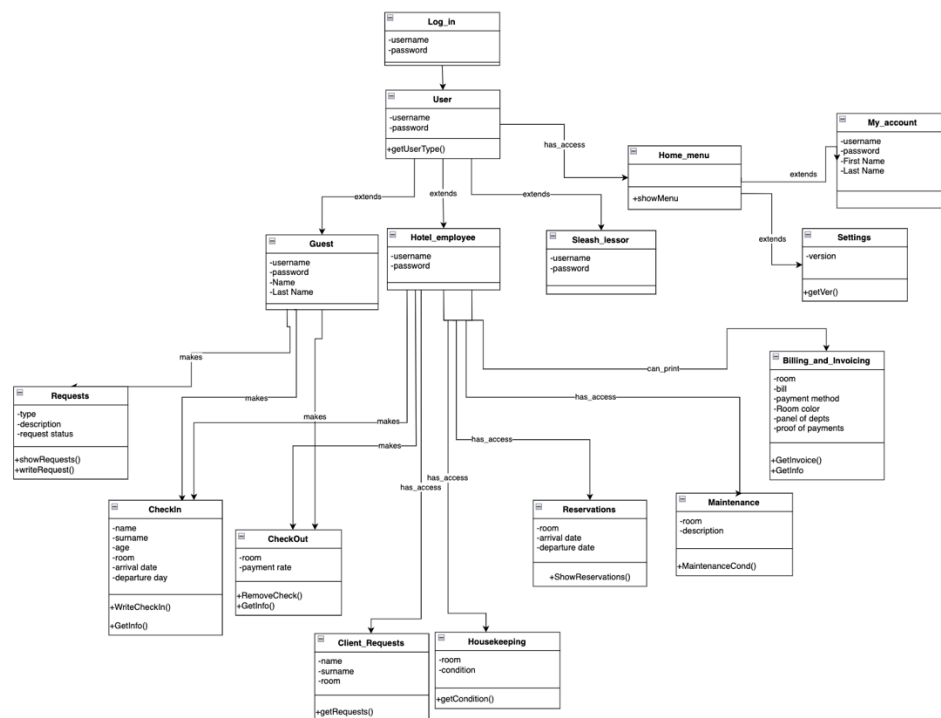 Log_in
-username
-password
User
-username
-password
+getUserType()
has_access
Home_menu
+showMenu
extends
My_account
-username
-password
-First Name
-Last Name
extends
Settings
-version
+getVer()
extends
extends
extends
Guest
-username
-password
-Name
-Last Name
Hotel_employee
-username
-password
Sleash_lessor
-username
-password
makes
Requests
-type
-description
-request status
+showRequests()
+writeRequest()
makes
makes
makes
can_print
Billing_and_Invoicing
-room
-bill
-payment method
-Room color
-panel of depts
-proof of payments
+GetInvoice()
+GetInfo
has_access
has_access
has_access
has_access
CheckIn
-name
-surname
-age
-room
-arrival date
-departure day
+WriteCheckIn()
+GetInfo()
CheckOut
-room
-payment rate
+RemoveCheck()
+GetInfo()
Reservations
-room
-arrival date
-departure date
+ShowReservations()
Maintenance
-room
-description
+MaintenanceCond()
Client_Requests
-name
-surname
-room
+getRequests()
Housekeeping
-room
-condition
+getCondition()